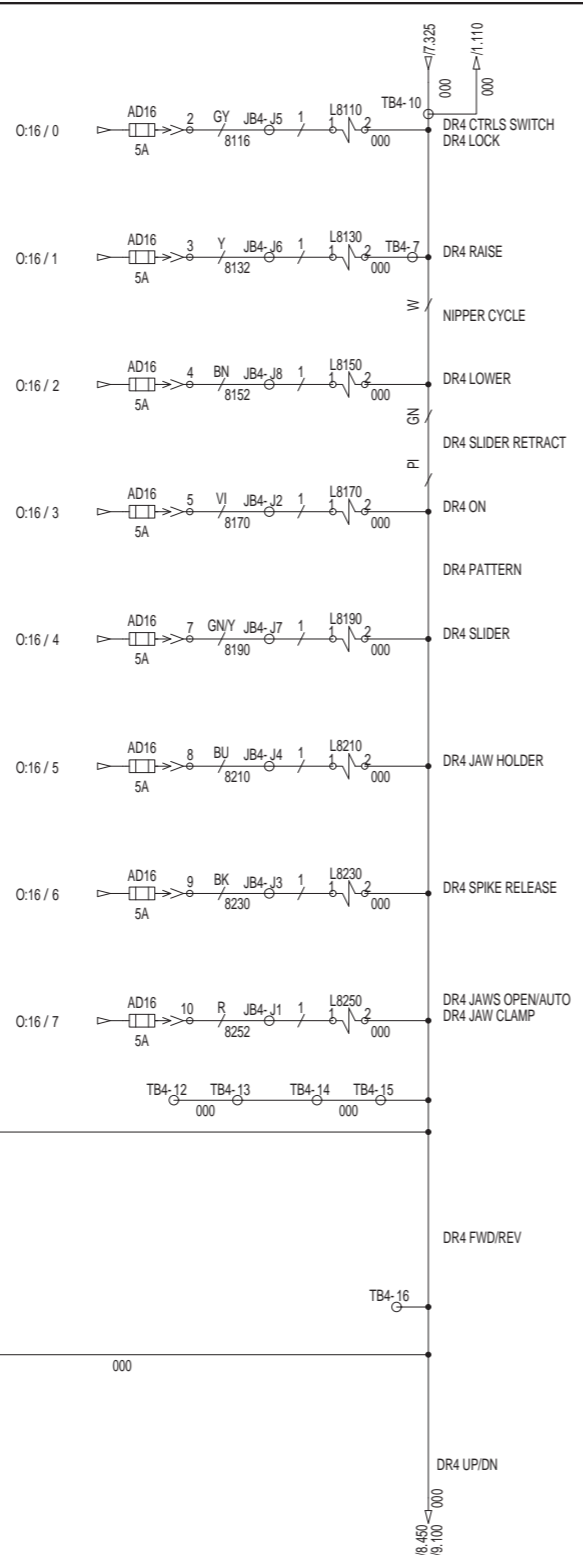 /7.325
000
/1.110
000
TB4-10
O:16 / 0
AD16
5A
2
GY
8116
JB4-J5
1
L8110
1
2
000
DR4 CTRLS SWITCH
DR4 LOCK
O:16 / 1
AD16
5A
3
Y
8132
JB4-J6
1
L8130
1
2
000
TB4-7
DR4 RAISE
W
NIPPER CYCLE
O:16 / 2
AD16
5A
4
BN
8152
JB4-J8
1
L8150
1
2
000
DR4 LOWER
GN
DR4 SLIDER RETRACT
PI
O:16 / 3
AD16
5A
5
VI
8170
JB4-J2
1
L8170
1
2
000
DR4 ON
DR4 PATTERN
O:16 / 4
AD16
5A
7
GN/Y
8190
JB4-J7
1
L8190
1
2
000
DR4 SLIDER
O:16 / 5
AD16
5A
8
BU
8210
JB4-J4
1
L8210
1
2
000
DR4 JAW HOLDER
O:16 / 6
AD16
5A
9
BK
8230
JB4-J3
1
L8230
1
2
000
DR4 SPIKE RELEASE
O:16 / 7
AD16
5A
10
R
8252
JB4-J1
1
L8250
1
2
000
DR4 JAWS OPEN/AUTO
DR4 JAW CLAMP
TB4-12
TB4-13
TB4-14
TB4-15
000
000
DR4 FWD/REV
TB4-16
000
DR4 UP/DN
000
/8.450
/9.100